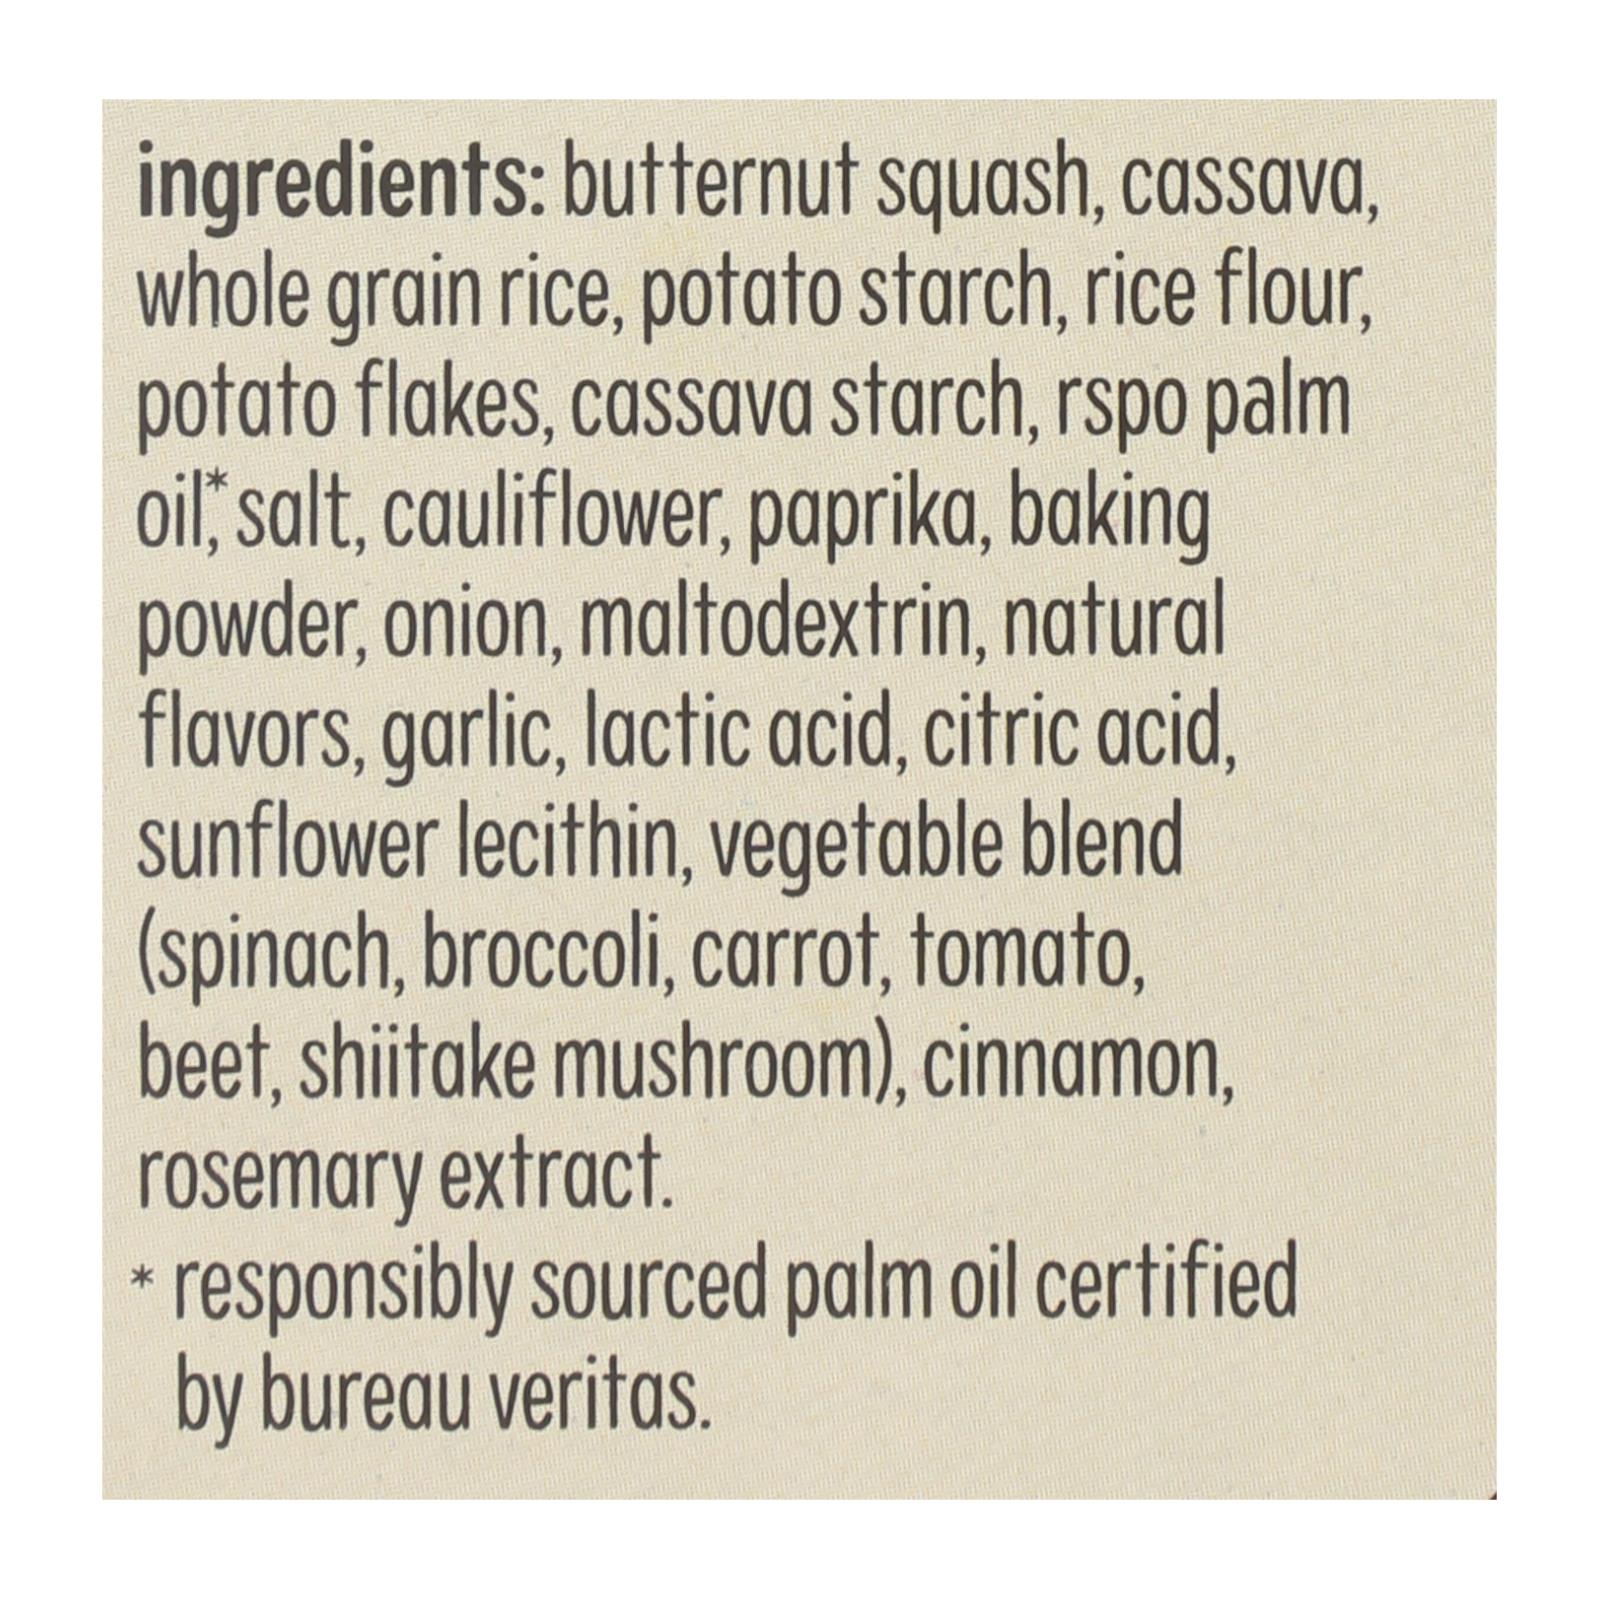 ingredients: butternut squash, cassava,
whole grain rice, potato starch, rice flour,
potato flakes, cassava starch, rspo palm
oil,* salt, cauliflower, paprika, baking
powder, onion, maltodextrin, natural
flavors, garlic, lactic acid, citric acid,
sunflower lecithin, vegetable blend
(spinach, broccoli, carrot, tomato,
beet, shiitake mushroom), cinnamon,
rosemary extract.
* responsibly sourced palm oil certified
by bureau veritas.